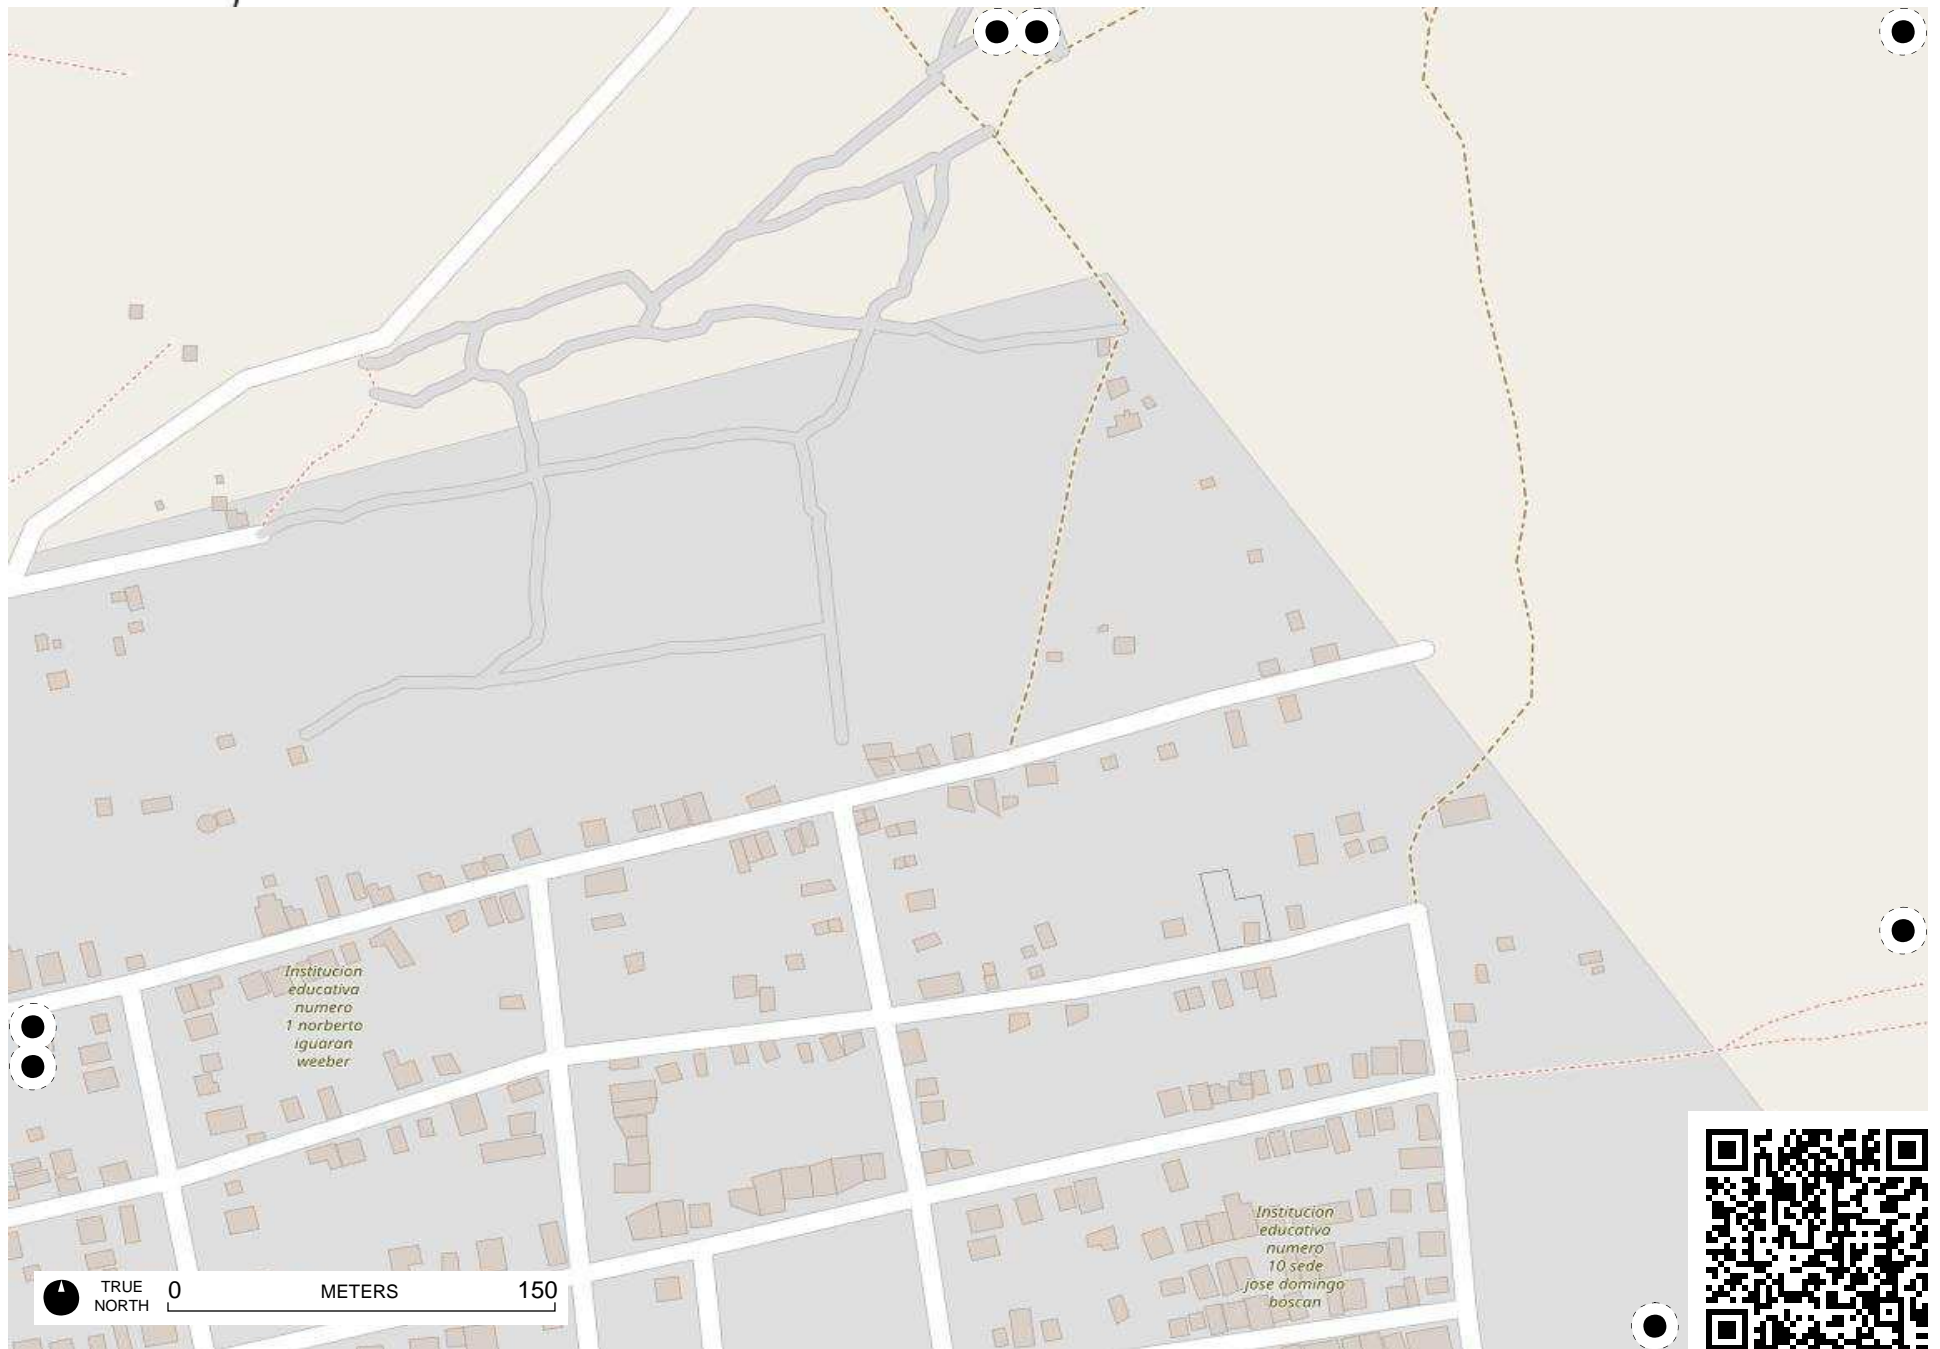 Institucion
educativa
numero
1 norberto
iguaran
weeber
Institucion
educativa
numero
10 sede
jose domingo
boscan
TRUE
NORTH
0
METERS
150